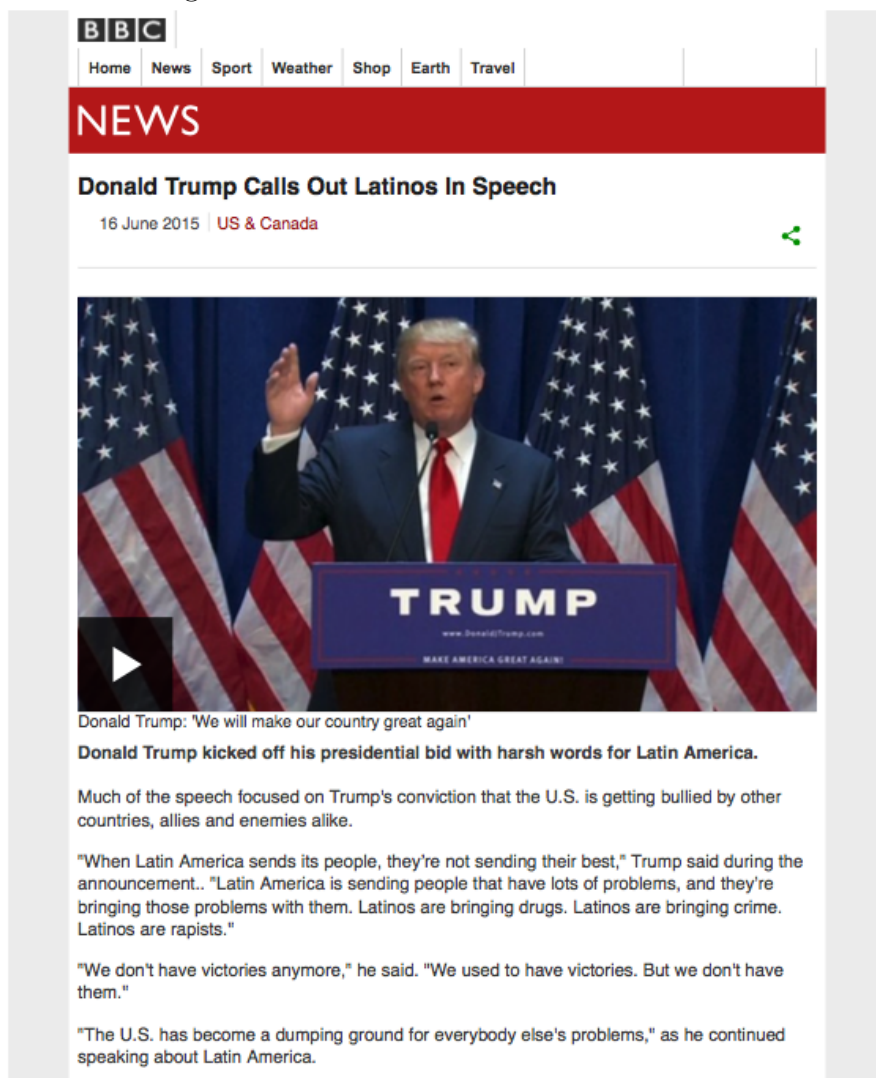 BBC
Home News Sport Weather Shop Earth Travel
NEWS
Donald Trump Calls Out Latinos In Speech
16 June 2015 US & Canada
TRUMP
www.DonaldJTrump.com
MAKE AMERICA GREAT AGAIN!
Donald Trump: 'We will make our country great again'
Donald Trump kicked off his presidential bid with harsh words for Latin America.
Much of the speech focused on Trump's conviction that the U.S. is getting bullied by other
countries, allies and enemies alike.
"When Latin America sends its people, they're not sending their best," Trump said during the
announcement.. "Latin America is sending people that have lots of problems, and they're
bringing those problems with them. Latinos are bringing drugs. Latinos are bringing crime.
Latinos are rapists."
"We don't have victories anymore," he said. "We used to have victories. But we don't have
them."
"The U.S. has become a dumping ground for everybody else's problems," as he continued
speaking about Latin America.